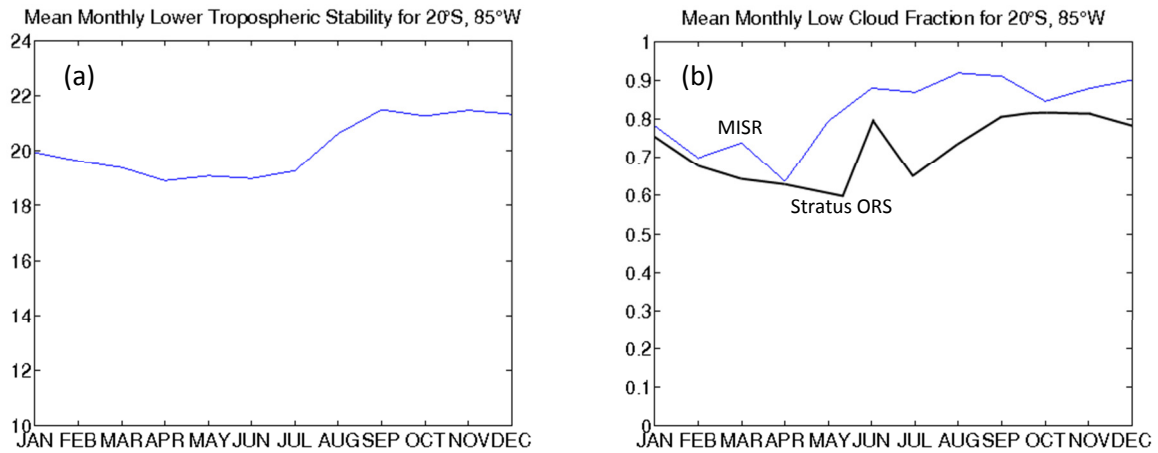 Mean Monthly Lower Tropospheric Stability for 20°S, 85°W
(a)
24
22
20
18
16
14
12
10
JAN FEB MAR APR MAY JUN JUL AUG SEP OCT NOV DEC
Mean Monthly Low Cloud Fraction for 20°S, 85°W
(b)
1
0.9
0.8
0.7
0.6
0.5
0.4
0.3
0.2
0.1
0
MISR
Stratus ORS
JAN FEB MAR APR MAY JUN JUL AUG SEP OCT NOV DEC